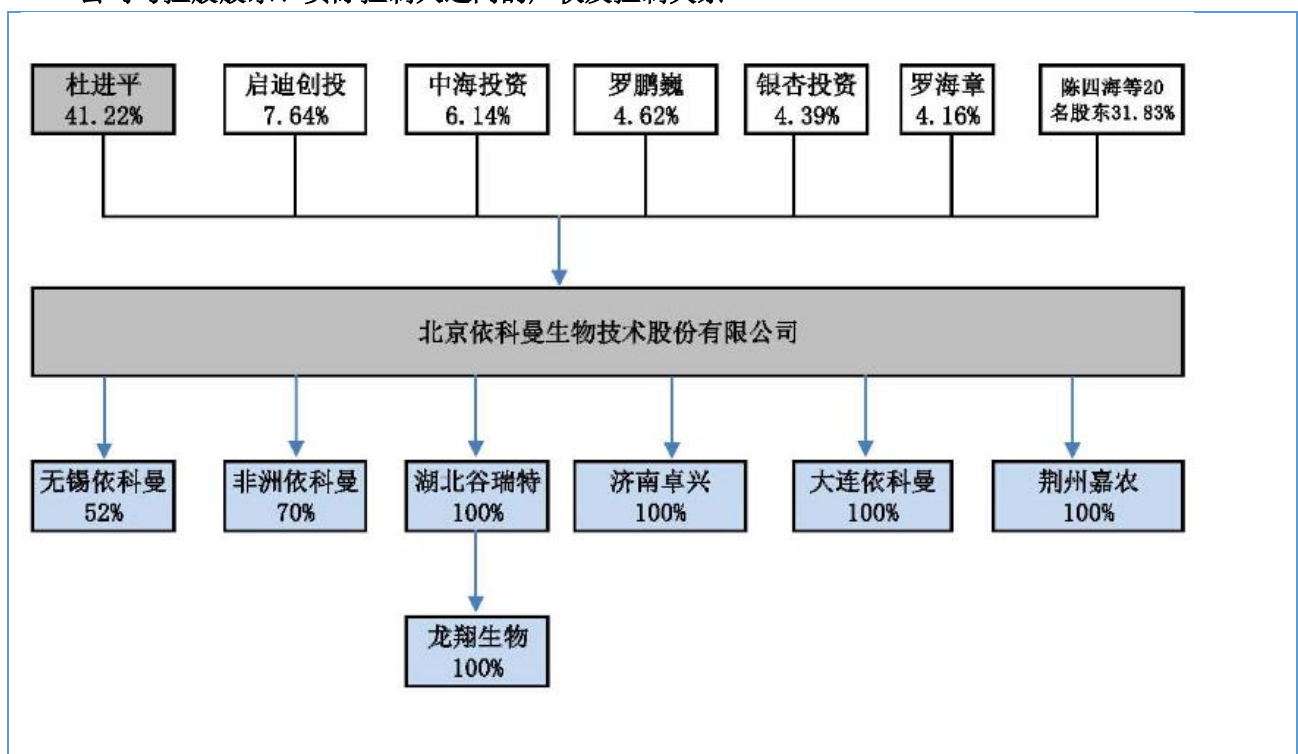 杜进平
41.22%
启迪创投
7.64%
中海投资
6.14%
罗鹏巍
4.62%
银杏投资
4.39%
罗海章
4.16%
陈四海等20
名股东31.83%
北京依科曼生物技术股份有限公司
无锡依科曼
52%
非洲依科曼
70%
湖北谷瑞特
100%
济南卓兴
100%
大连依科曼
100%
荆州嘉农
100%
龙翔生物
100%